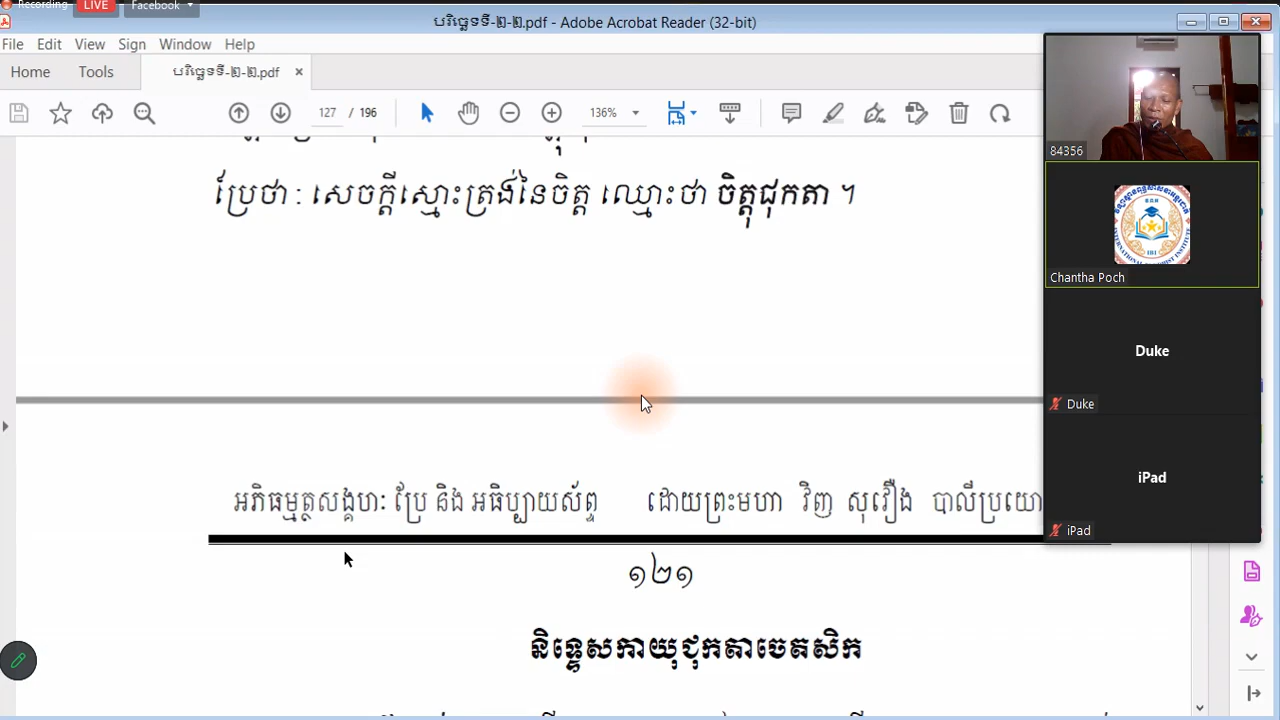 Recording LIVE Facebook
បរិច្ឆេទទី-២-២.pdf - Adobe Acrobat Reader (32-bit)
File Edit View Sign Window Help
Home Tools បរិច្ឆេទទី-២-២.pdf ×
127 / 196 136%
ប្រែថា : សេចក្ដីស្មោះត្រង់នៃចិត្ត ឈ្មោះថា ចិត្តុជុកតា ។
អភិធម្មត្ថសង្គហៈ ប្រែ និង អធិប្បាយស័ព្ទ ដោយព្រះមហា វិញ សុវឿង បាលីប្រយោ
១២១
និទ្ទេសកាយុជុកតាចេតសិក
84356
Chantha Poch
Duke
Duke
iPad
iPad